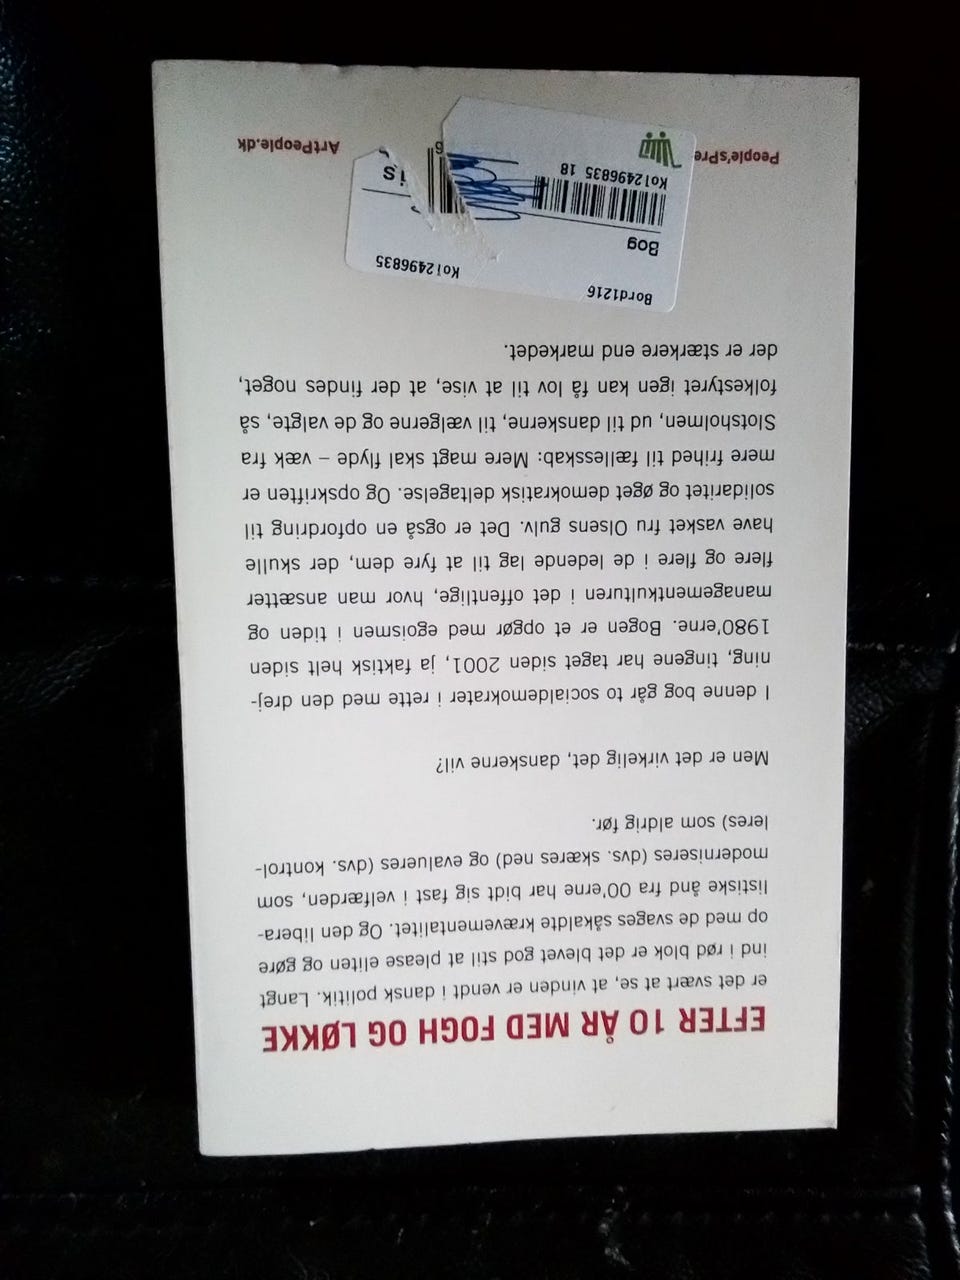 EFTER 10 ÅR MED FOGH OG LØKKE
er det svært at se, at vinden er vendt i dansk politik. Langt
ind i rød blok er det blevet god stil at please eliten og gøre
op med de svages såkaldte krævementalitet. Og den libera-
listiske ånd fra 00'erne har bidt sig fast i velfærden, som
moderniseres (dvs. skæres ned) og evalueres (dvs. kontrol-
leres) som aldrig før.
Men er det virkelig det, danskerne vil?
I denne bog går to socialdemokrater i rette med den drej-
ning, tingene har taget siden 2001, ja faktisk helt siden
1980'erne. Bogen er et opgør med egoismen i tiden og
managementkulturen i det offentlige, hvor man ansætter
flere og flere i de ledende lag til at fyre dem, der skulle
have vasket fru Olsens gulv. Det er også en opfordring til
solidaritet og øget demokratisk deltagelse. Og opskriften er
mere frihed til fællesskab: Mere magt skal flyde – væk fra
Slotsholmen, ud til danskerne, til vælgerne og de valgte, så
folkestyret igen kan få lov til at vise, at der findes noget,
der er stærkere end markedet.
Bord1216
Kol2496835
Bog
Kol2496835 18
People'sPre
ArtPeople.dk